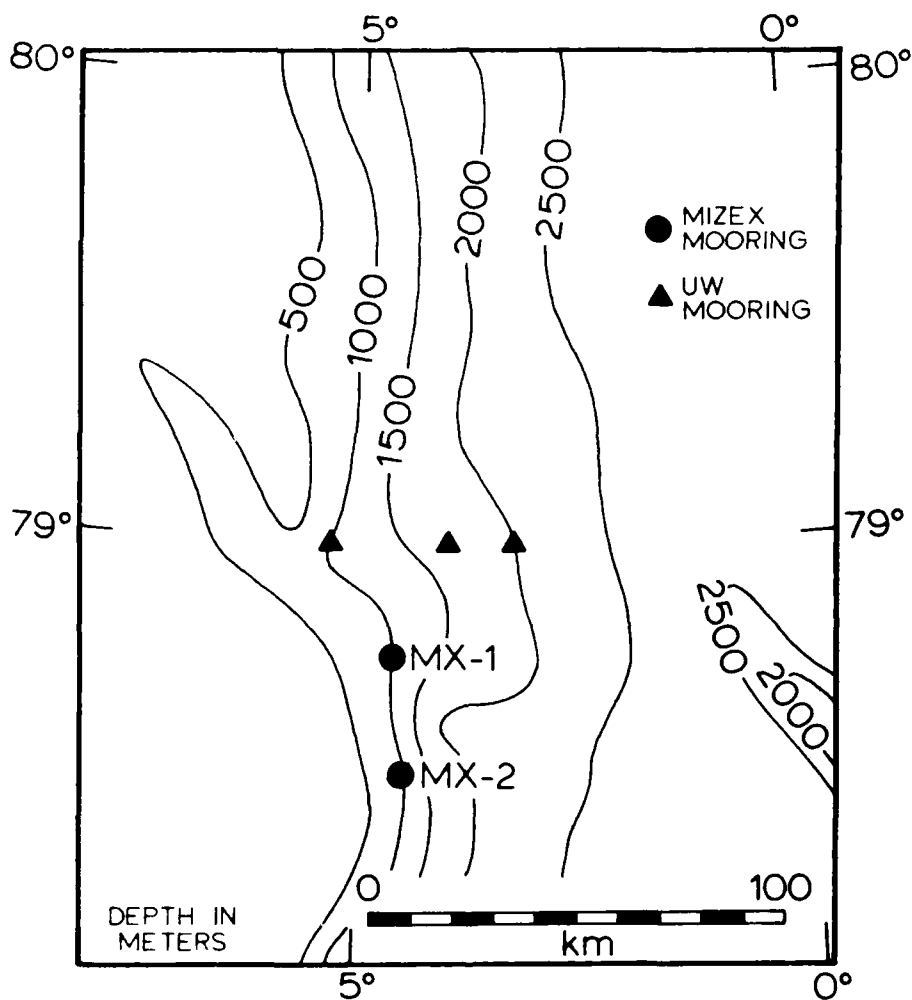 5° 0°
80° 80°
500
1000
1500
2000
2500
MIZEX
MOORING
UW
MOORING
79° 79°
2500
2000
MX-1
MX-2
0 100
km
DEPTH IN
METERS
5° 0°